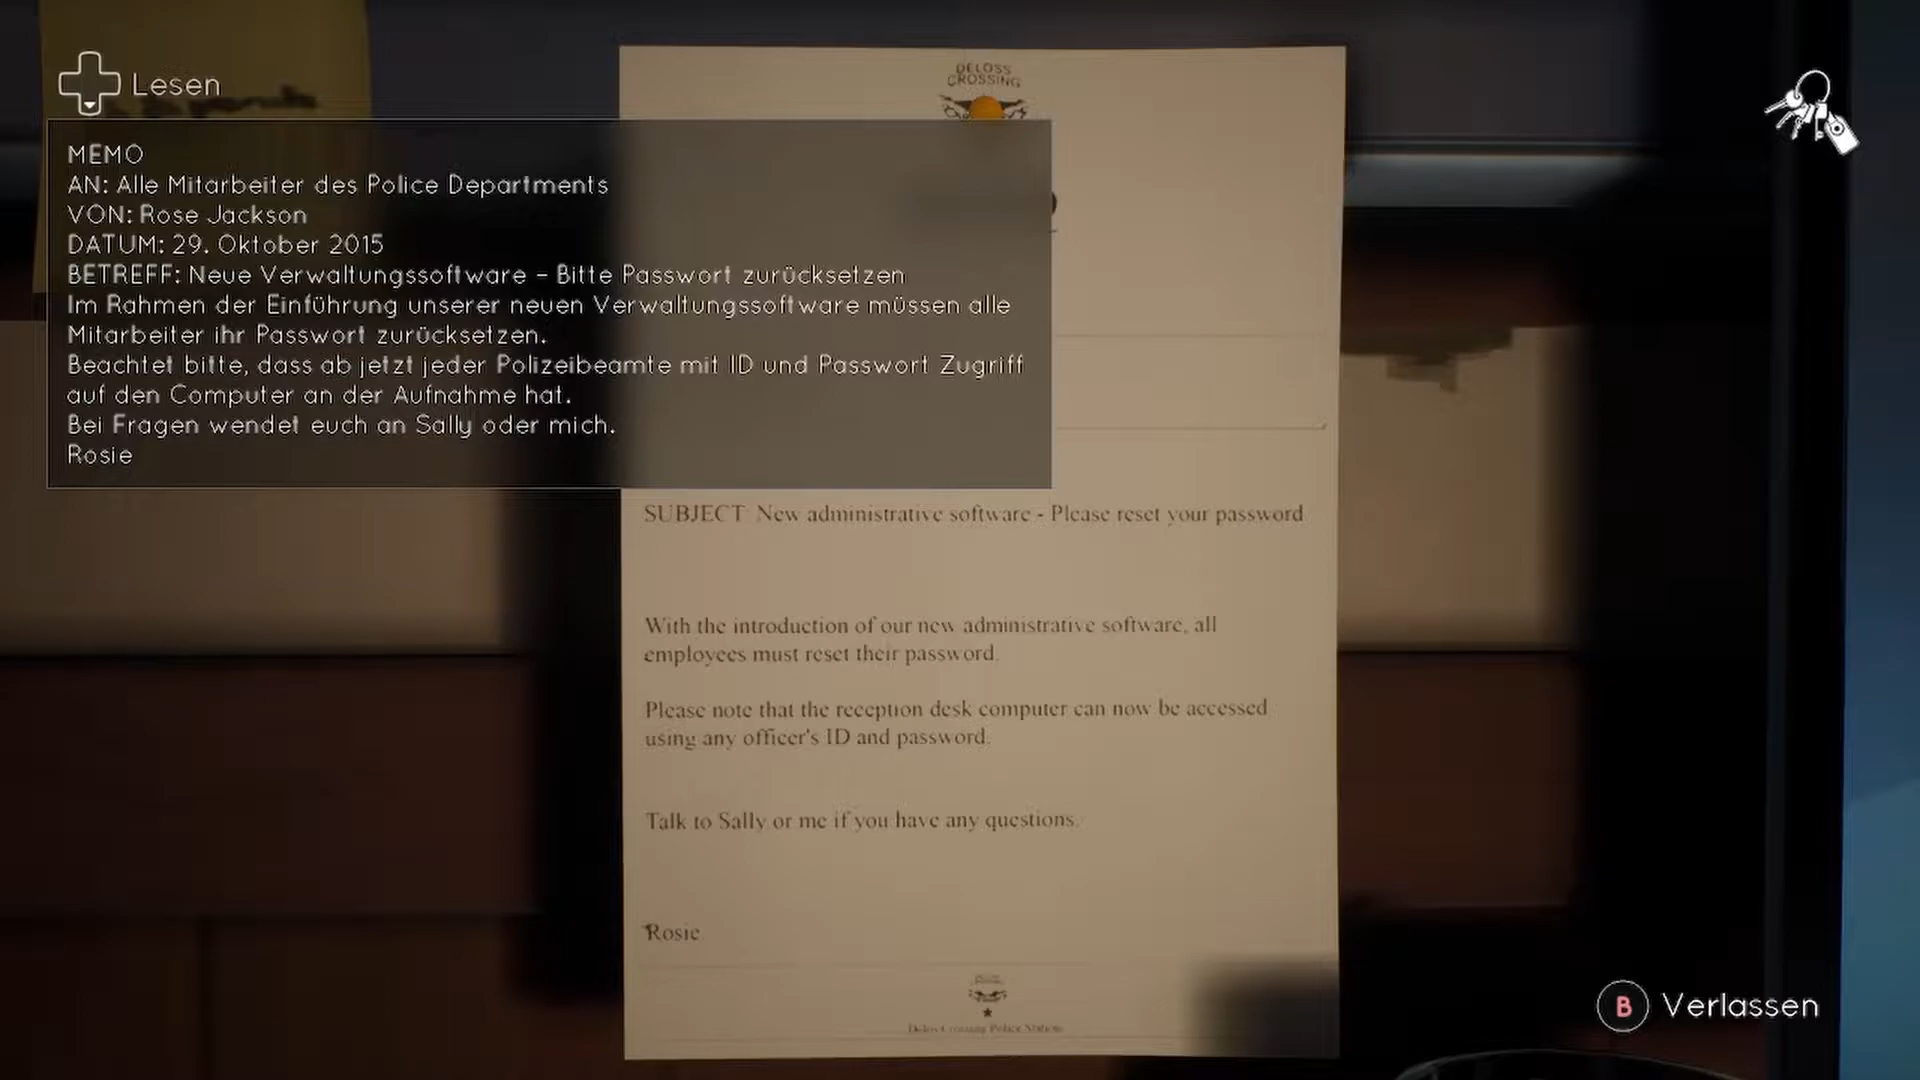 Lesen
MEMO
AN: Alle Mitarbeiter des Police Departments
VON: Rose Jackson
DATUM: 29. Oktober 2015
BETREFF: Neue Verwaltungssoftware – Bitte Passwort zurücksetzen
Im Rahmen der Einführung unserer neuen Verwaltungssoftware müssen alle
Mitarbeiter ihr Passwort zurücksetzen.
Beachtet bitte, dass ab jetzt jeder Polizeibeamte mit ID und Passwort Zugriff
auf den Computer an der Aufnahme hat.
Bei Fragen wendet euch an Sally oder mich.
Rosie
DELOSS
CROSSING
SUBJECT: New administrative software - Please reset your password
With the introduction of our new administrative software, all
employees must reset their password.
Please note that the reception desk computer can now be accessed
using any officer's ID and password.
Talk to Sally or me if you have any questions.
Rosie
Deloss Crossing Police Station
B Verlassen